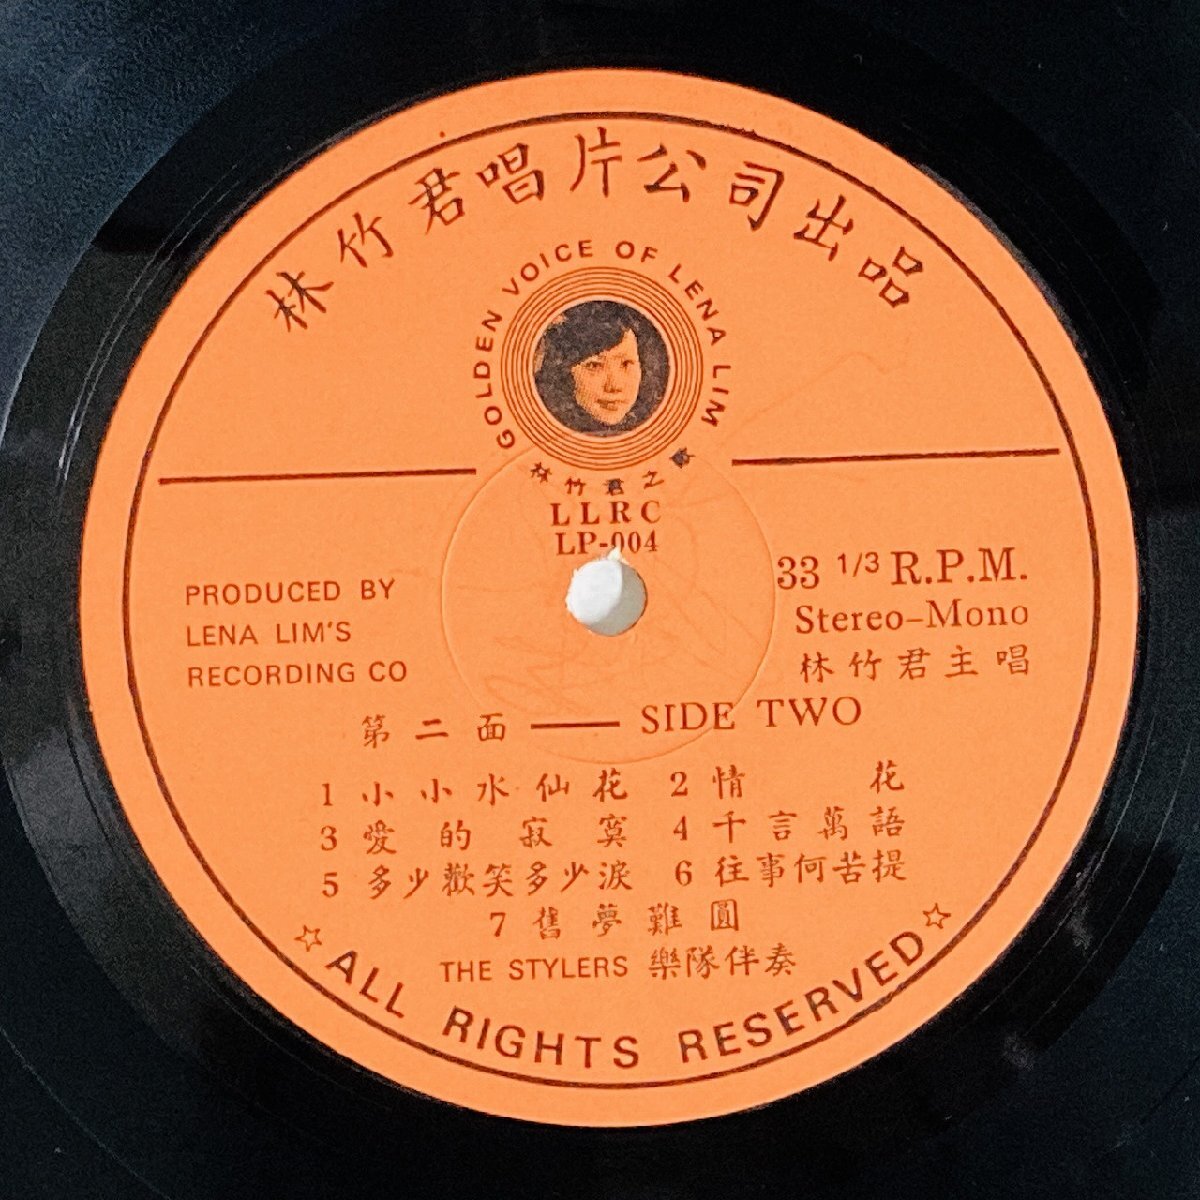 林竹君唱片公司出品
GOLDEN VOICE OF LENA LIM
林竹君之歌
LLRC
LP-004
PRODUCED BY
LENA LIM'S
RECORDING CO
33 1/3 R.P.M.
Stereo-Mono
林竹君主唱
第二面 — SIDE TWO
1 小小水仙花 2 情花
3 愛的寂寞 4 千言萬語
5 多少歡笑多少淚 6 往事何苦提
7 舊夢難圓
THE STYLERS 樂隊伴奏
☆ALL RIGHTS RESERVED☆